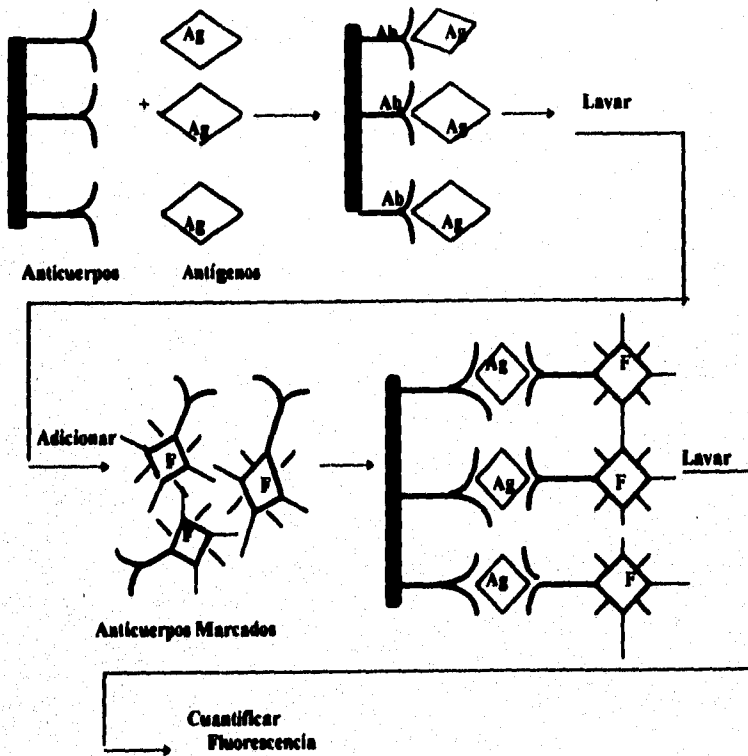 Ag
Ab Ag
+ Ag
Ab Ag
Lavar
Ag
Ab Ag
Anticuerpos Antígenos
Ag F
Adicionar
F
F
Ag F
Lavar
F
Ag F
Anticuerpos Marcados
Cuantificar
Fluorescencia